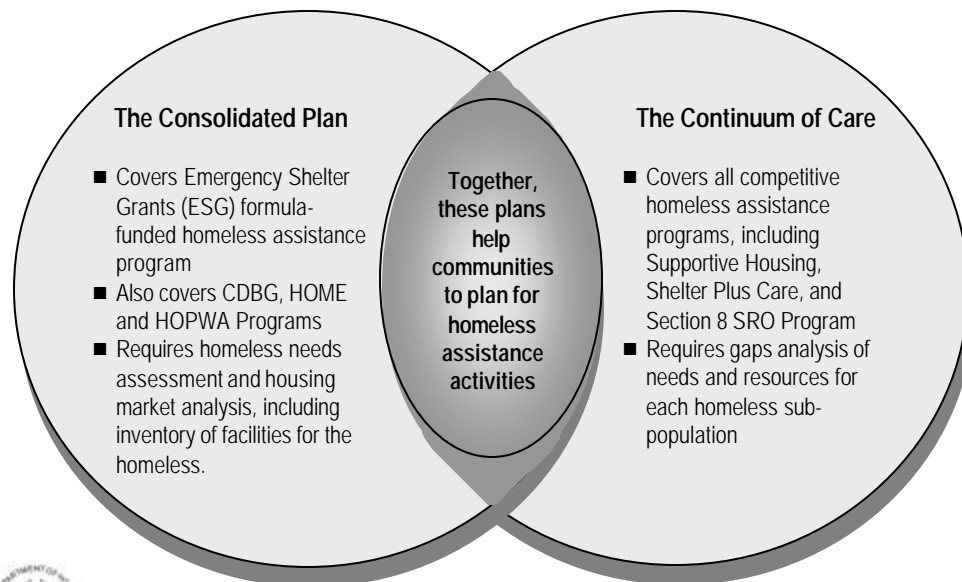 The Consolidated Plan
■ Covers Emergency Shelter
Grants (ESG) formula-
funded homeless assistance
program
■ Also covers CDBG, HOME
and HOPWA Programs
■ Requires homeless needs
assessment and housing
market analysis, including
inventory of facilities for the
homeless.
Together,
these plans
help
communities
to plan for
homeless
assistance
activities
The Continuum of Care
■ Covers all competitive
homeless assistance
programs, including
Supportive Housing,
Shelter Plus Care, and
Section 8 SRO Program
■ Requires gaps analysis of
needs and resources for
each homeless sub-
population